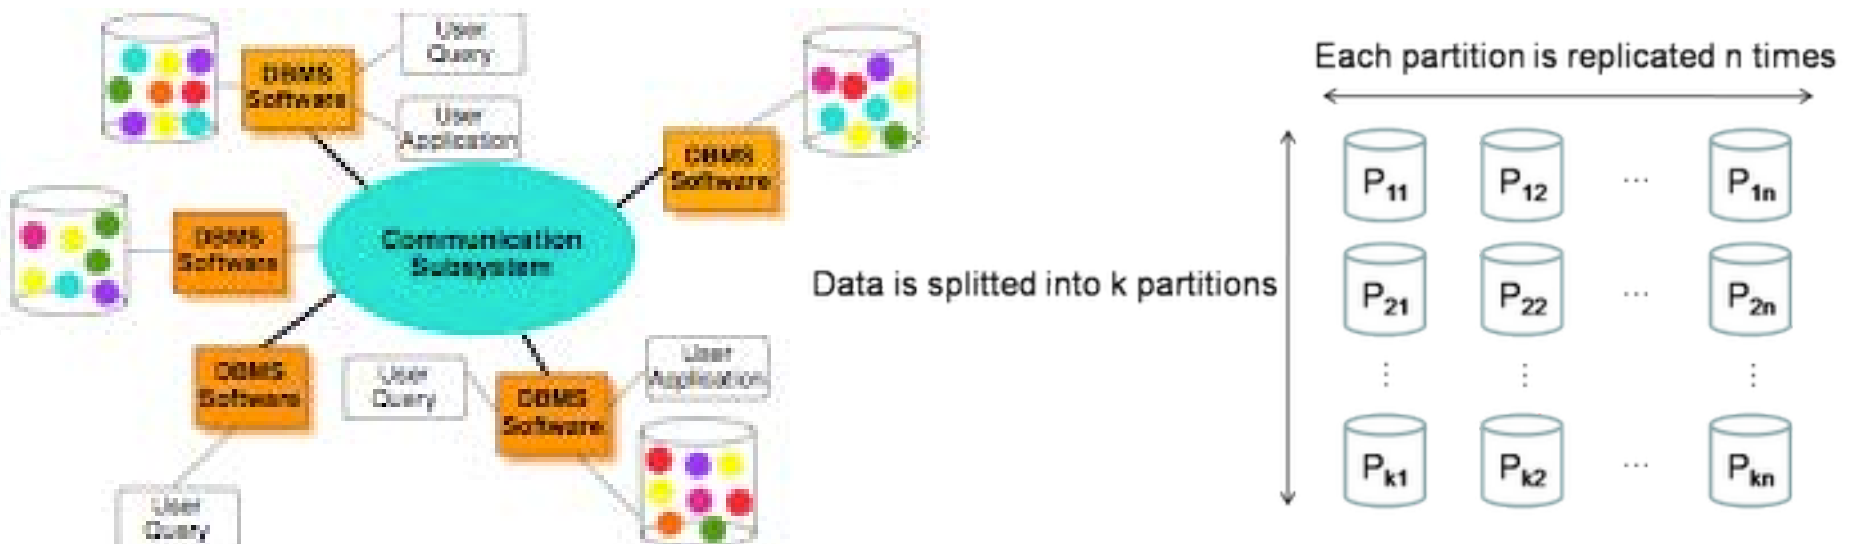 User
Query
DBMS
Software
User
Application
DBMS
Software
DBMS
Software
Communication
Subsystem
DBMS
Software
User
Query
User
Query
DBMS
Software
User
Application
Each partition is replicated n times
Data is splitted into k partitions
P11 P12 ... P1n
P21 P22 ... P2n
⋮ ⋮ ⋮
Pk1 Pk2 ... Pkn